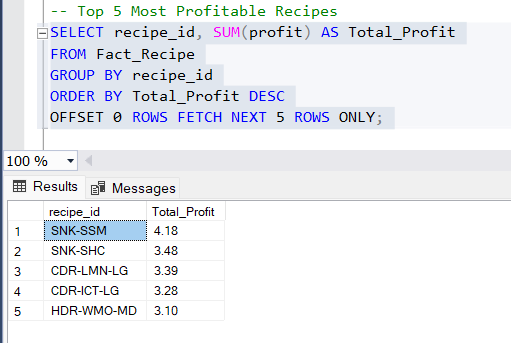 -- Top 5 Most Profitable Recipes
SELECT recipe_id, SUM(profit) AS Total_Profit
FROM Fact_Recipe
GROUP BY recipe_id
ORDER BY Total_Profit DESC
OFFSET 0 ROWS FETCH NEXT 5 ROWS ONLY;
100 %
Results Messages
recipe_id Total_Profit
1 SNK-SSM 4.18
2 SNK-SHC 3.48
3 CDR-LMN-LG 3.39
4 CDR-ICT-LG 3.28
5 HDR-WMO-MD 3.10